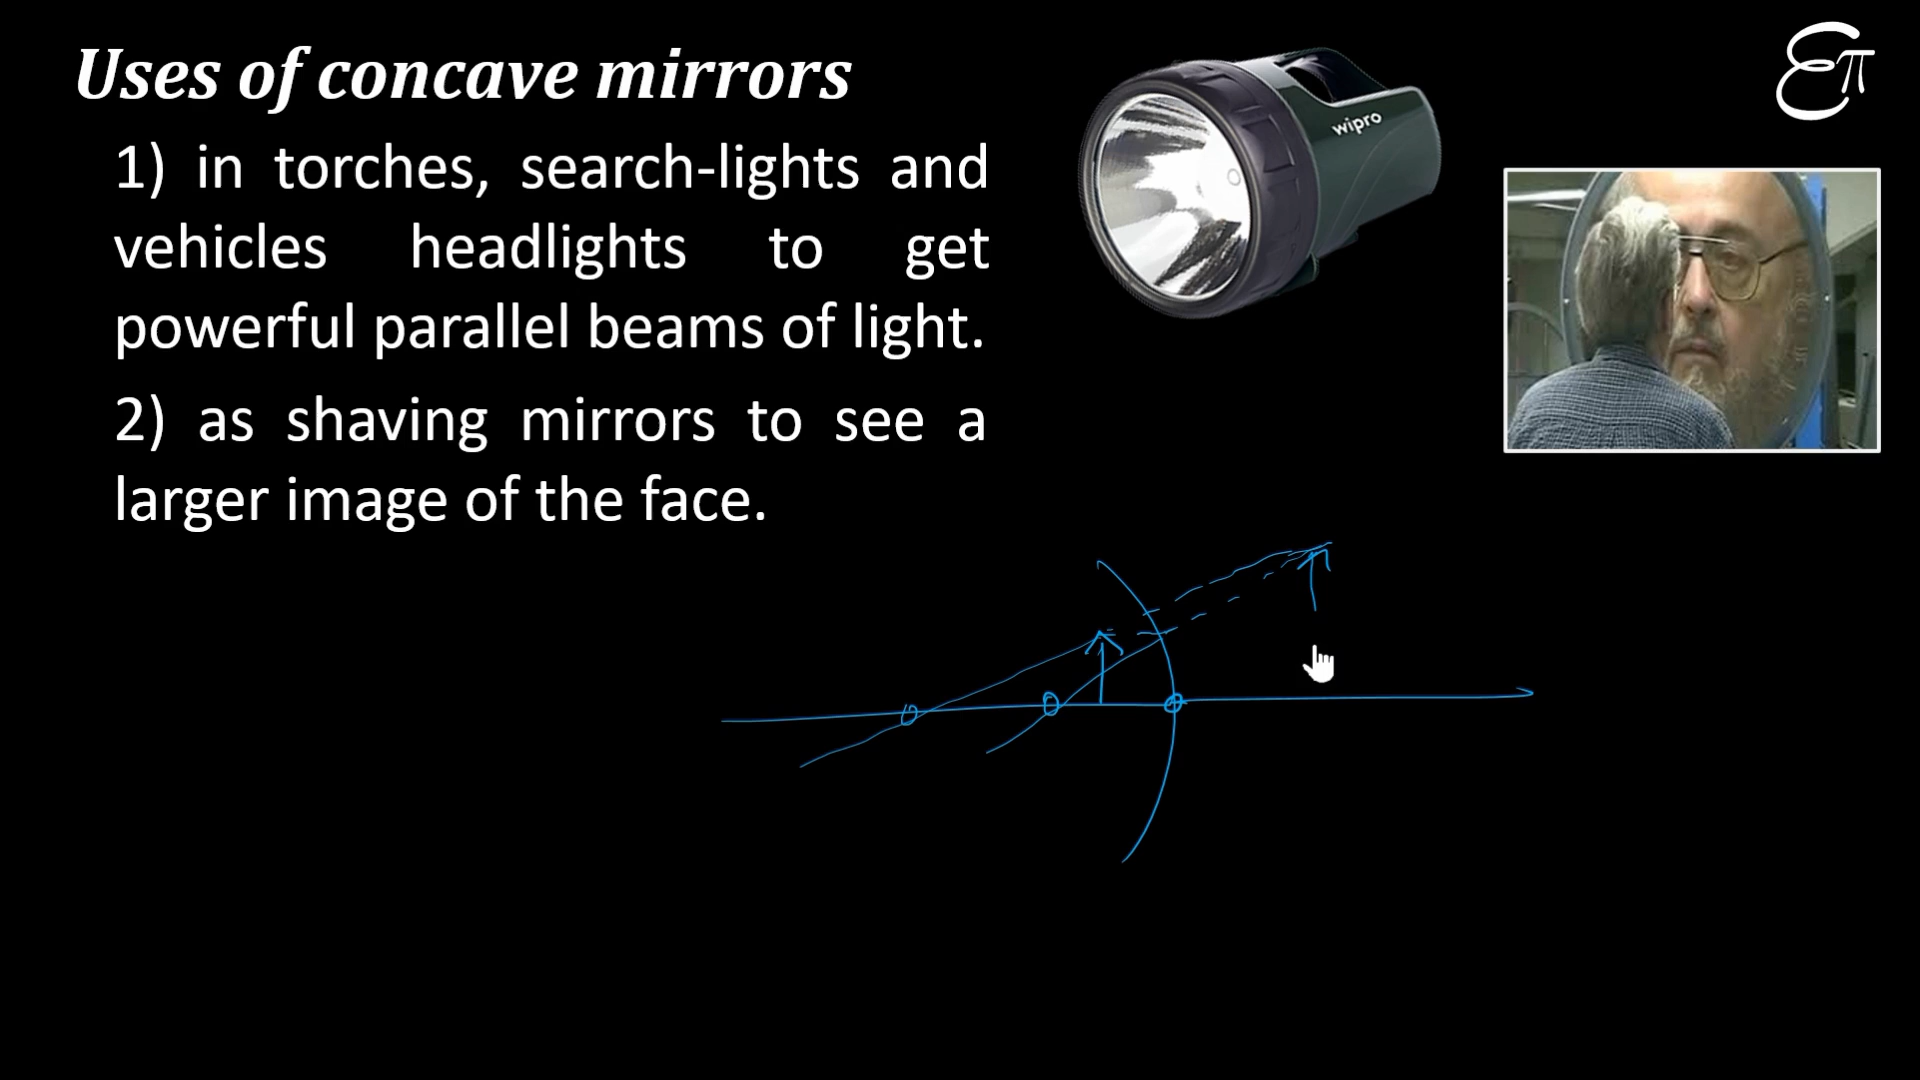 Uses of concave mirrors
1) in torches, search-lights and
vehicles headlights to get
powerful parallel beams of light.
2) as shaving mirrors to see a
larger image of the face.
wipro
επ